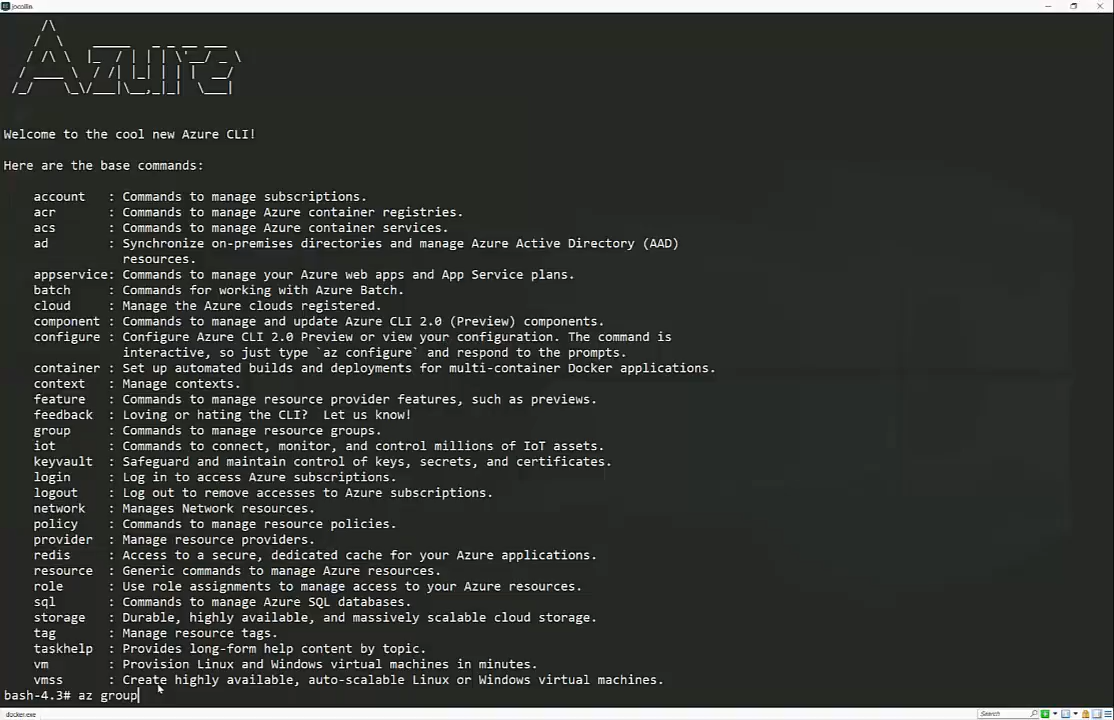 jocollin
Azure
Welcome to the cool new Azure CLI!
Here are the base commands:
account : Commands to manage subscriptions.
acr : Commands to manage Azure container registries.
acs : Commands to manage Azure container services.
ad : Synchronize on-premises directories and manage Azure Active Directory (AAD)
resources.
appservice: Commands to manage your Azure web apps and App Service plans.
batch : Commands for working with Azure Batch.
cloud : Manage the Azure clouds registered.
component : Commands to manage and update Azure CLI 2.0 (Preview) components.
configure : Configure Azure CLI 2.0 Preview or view your configuration. The command is
interactive, so just type `az configure` and respond to the prompts.
container : Set up automated builds and deployments for multi-container Docker applications.
context : Manage contexts.
feature : Commands to manage resource provider features, such as previews.
feedback : Loving or hating the CLI? Let us know!
group : Commands to manage resource groups.
iot : Commands to connect, monitor, and control millions of IoT assets.
keyvault : Safeguard and maintain control of keys, secrets, and certificates.
login : Log in to access Azure subscriptions.
logout : Log out to remove accesses to Azure subscriptions.
network : Manages Network resources.
policy : Commands to manage resource policies.
provider : Manage resource providers.
redis : Access to a secure, dedicated cache for your Azure applications.
resource : Generic commands to manage Azure resources.
role : Use role assignments to manage access to your Azure resources.
sql : Commands to manage Azure SQL databases.
storage : Durable, highly available, and massively scalable cloud storage.
tag : Manage resource tags.
taskhelp : Provides long-form help content by topic.
vm : Provision Linux and Windows virtual machines in minutes.
vmss : Create highly available, auto-scalable Linux or Windows virtual machines.
bash-4.3# az group
docker.exe
Search